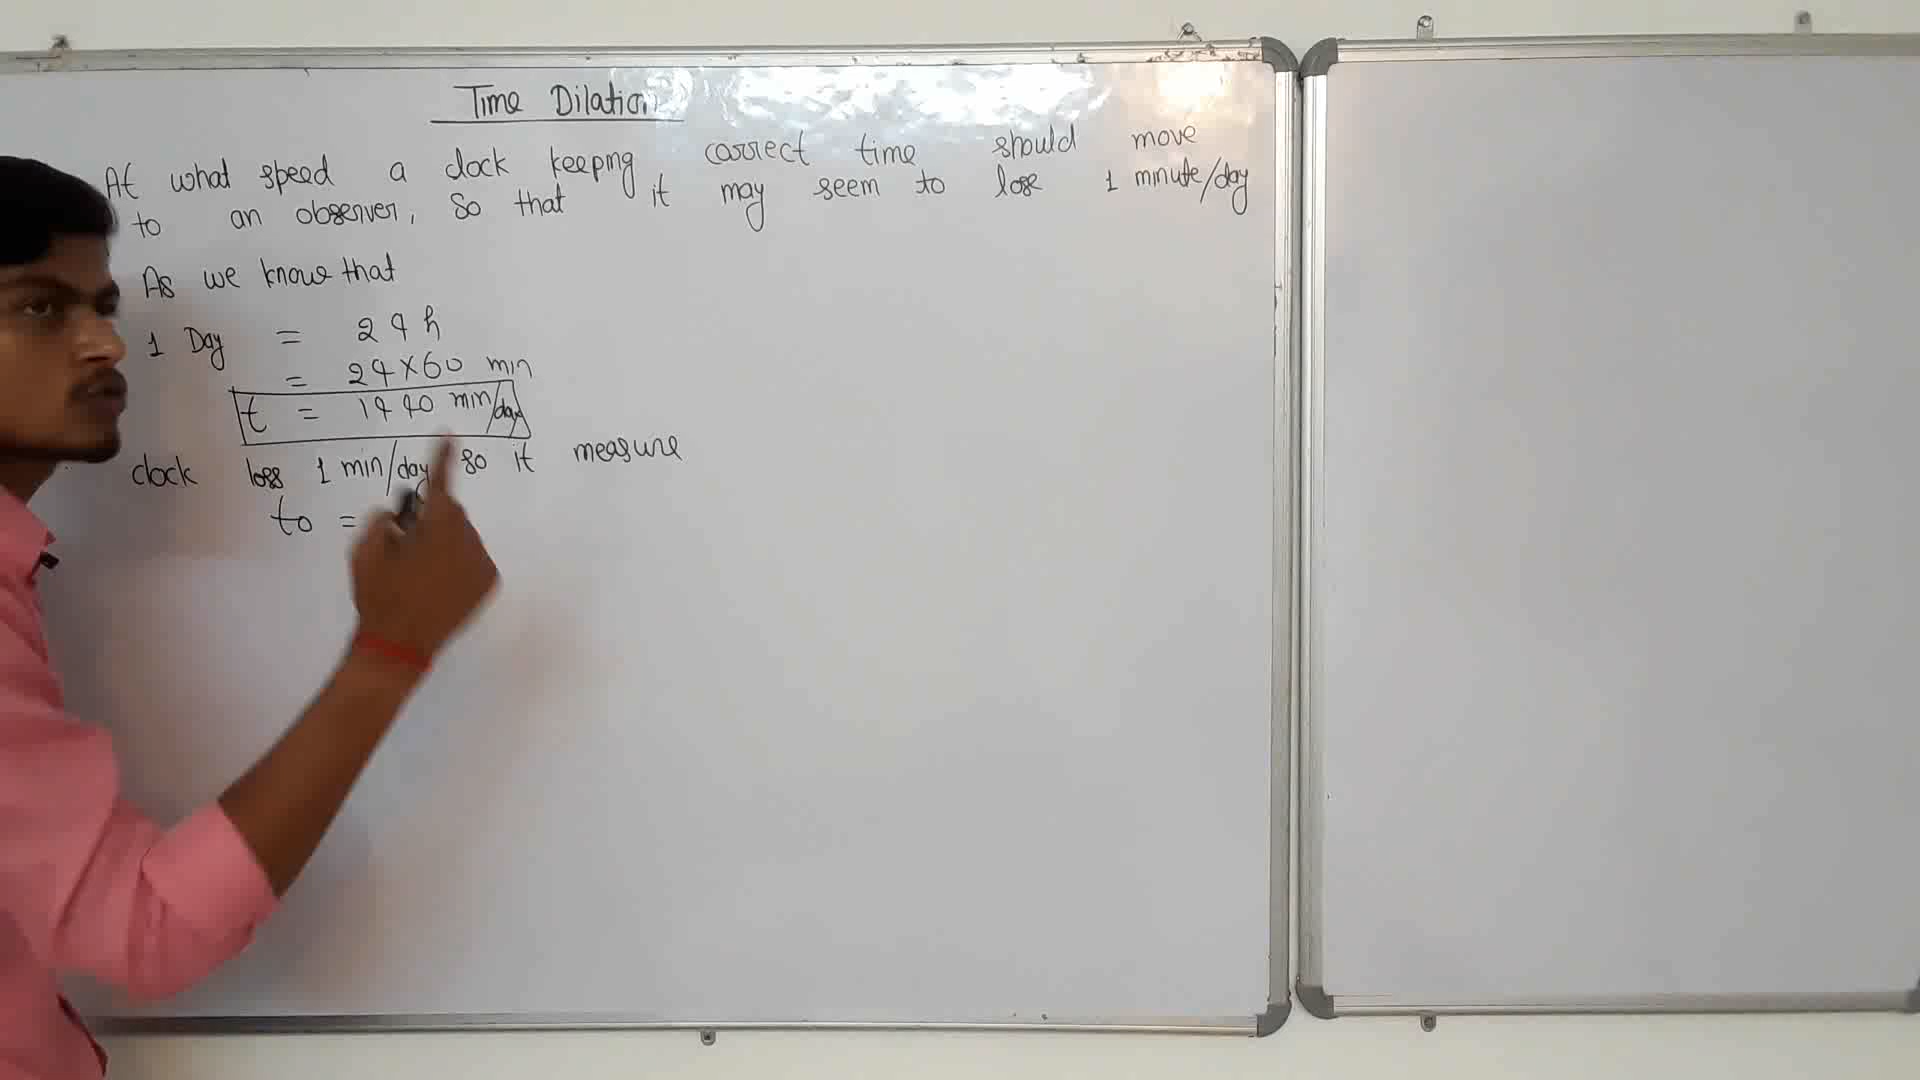 Time Dilation
At what speed a clock keeping correct time should move
to an observer, so that it may seem to lose 1 minute/day
As we know that
1 Day = 24 h
= 24×60 min
t = 1440 min/day
clock loss 1 min/day so it measure
to =